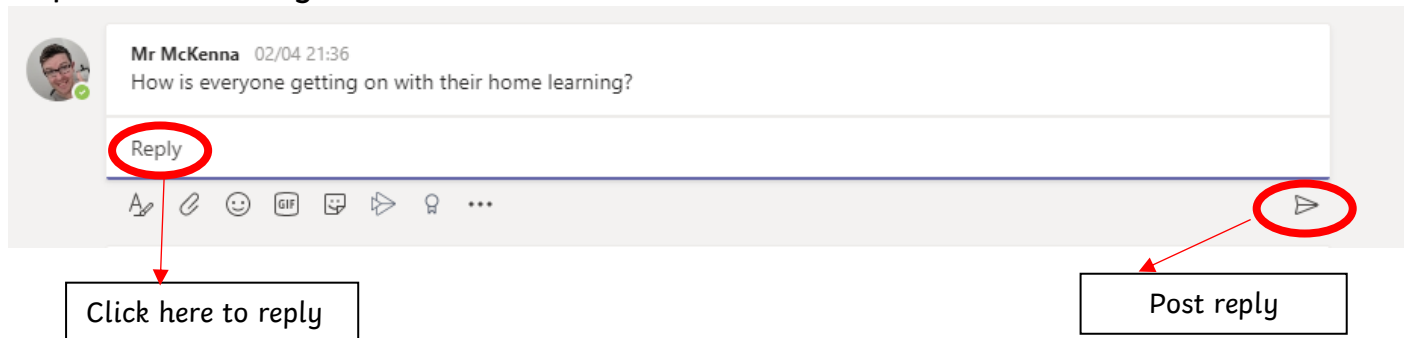 Mr McKenna 02/04 21:36
How is everyone getting on with their home learning?
Reply
GIF
Click here to reply
Post reply